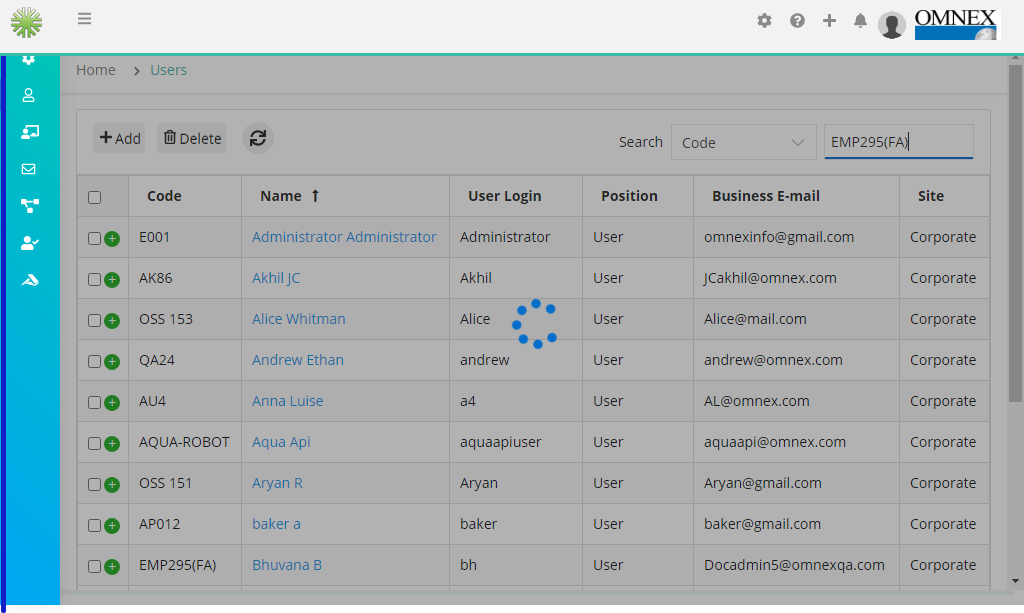 OMNEX
Home > Users
Add Delete Search Code EMP295(FA)
Code Name ↑ User Login Position Business E-mail Site
E001 Administrator Administrator Administrator User omnexinfo@gmail.com Corporate
AK86 Akhil JC Akhil User JCakhil@omnex.com Corporate
OSS 153 Alice Whitman Alice User Alice@mail.com Corporate
QA24 Andrew Ethan andrew User andrew@omnex.com Corporate
AU4 Anna Luise a4 User AL@omnex.com Corporate
AQUA-ROBOT Aqua Api aquaapiuser User aquaapi@omnex.com Corporate
OSS 151 Aryan R Aryan User Aryan@gmail.com Corporate
AP012 baker a baker User baker@gmail.com Corporate
EMP295(FA) Bhuvana B bh User Docadmin5@omnexqa.com Corporate